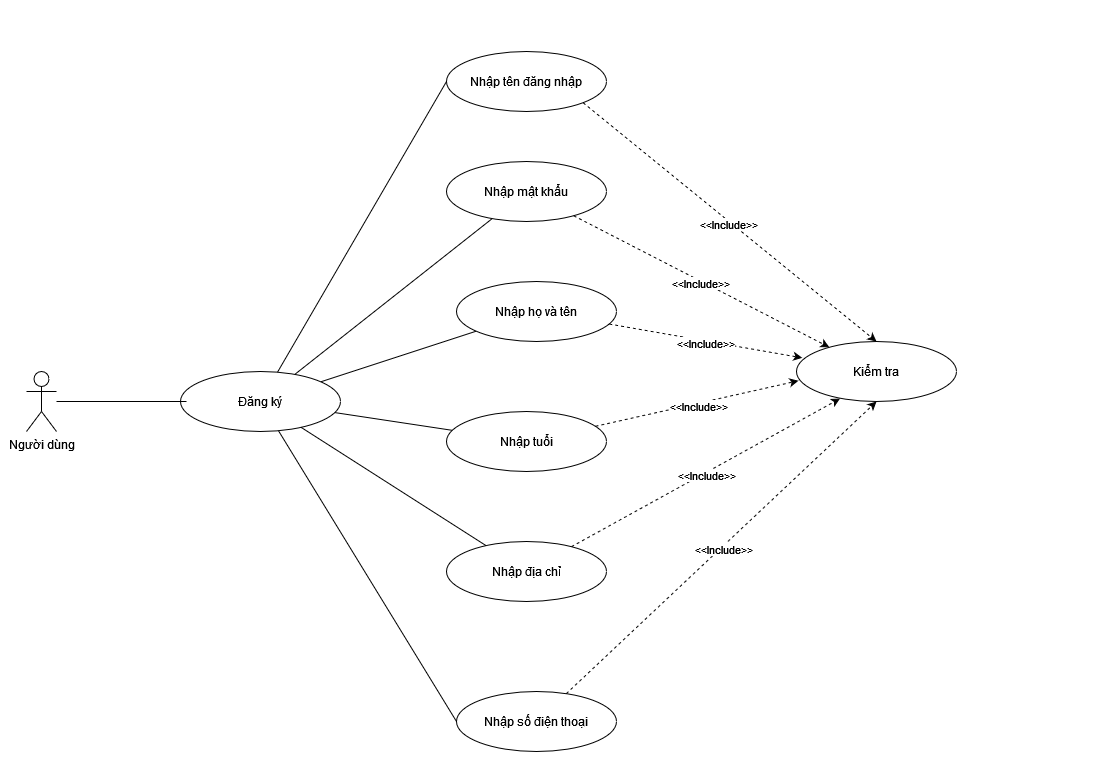 Nhập tên đăng nhập
Nhập mật khẩu
<<Include>>
<<Include>>
Nhập họ và tên
<<Include>>
Kiểm tra
Đăng ký
<<Include>>
Người dùng
Nhập tuổi
<<Include>>
<<Include>>
Nhập địa chỉ
Nhập số điện thoại